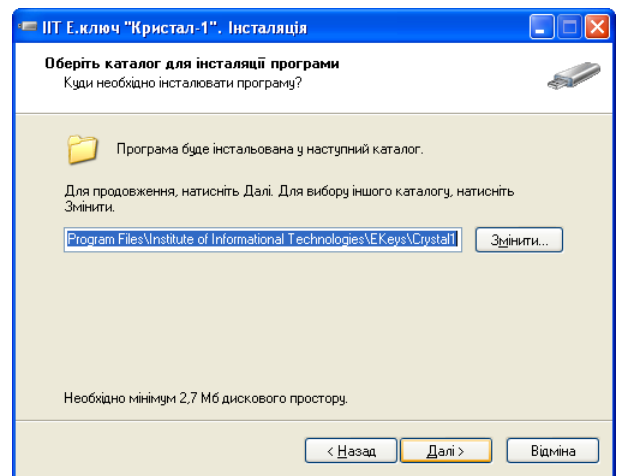 ІІТ Е.ключ "Кристал-1". Інсталяція
Оберіть каталог для інсталяції програми
Куди необхідно інсталювати програму?
Програма буде інстальована у наступний каталог.
Для продовження, натисніть Далі. Для вибору іншого каталогу, натисніть
Змінити.
Program Files\Institute of Informational Technologies\EKeys\Crystal1
Змінити...
Необхідно мінімум 2,7 Мб дискового простору.
< Назад
Далі >
Відміна